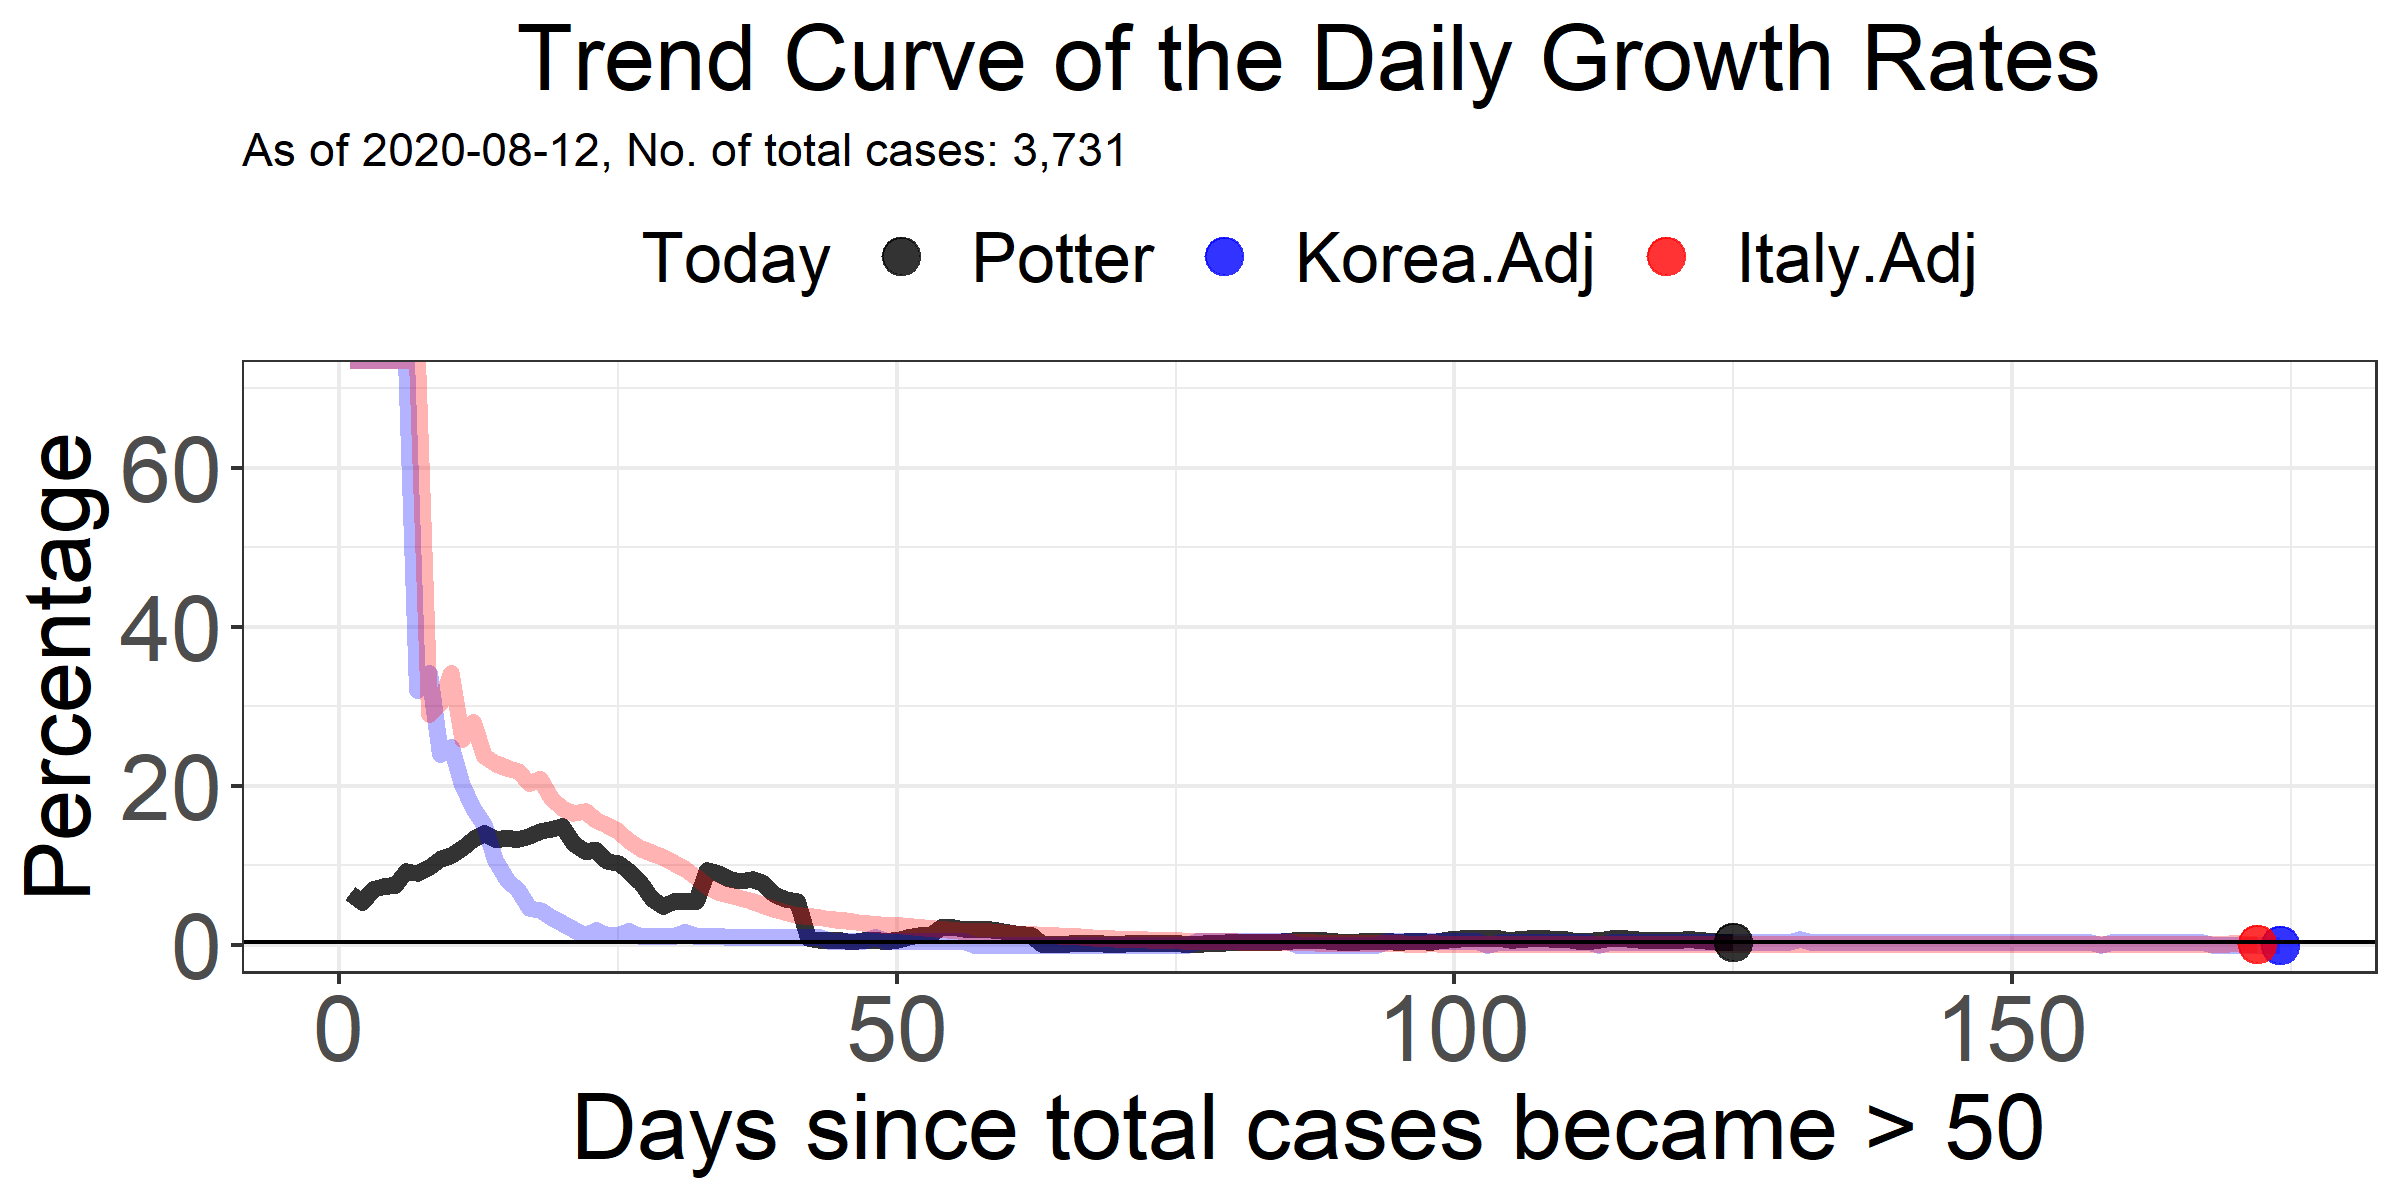 Trend Curve of the Daily Growth Rates
As of 2020-08-12, No. of total cases: 3,731
Today Potter Korea.Adj Italy.Adj
Percentage
60
40
20
0
0 50 100 150
Days since total cases became > 50